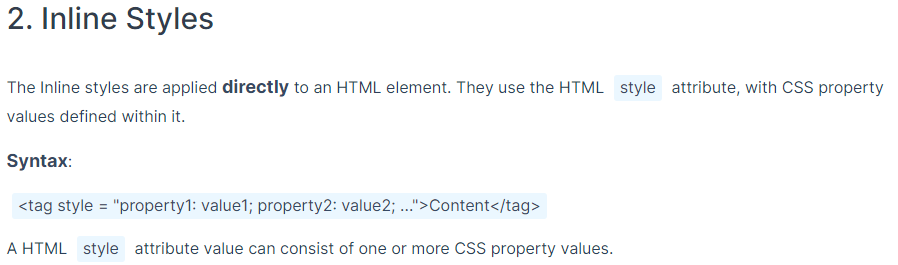 2. Inline Styles
The Inline styles are applied directly to an HTML element. They use the HTML style attribute, with CSS property
values defined within it.
Syntax:
<tag style = "property1: value1; property2: value2; ...">Content</tag>
A HTML style attribute value can consist of one or more CSS property values.